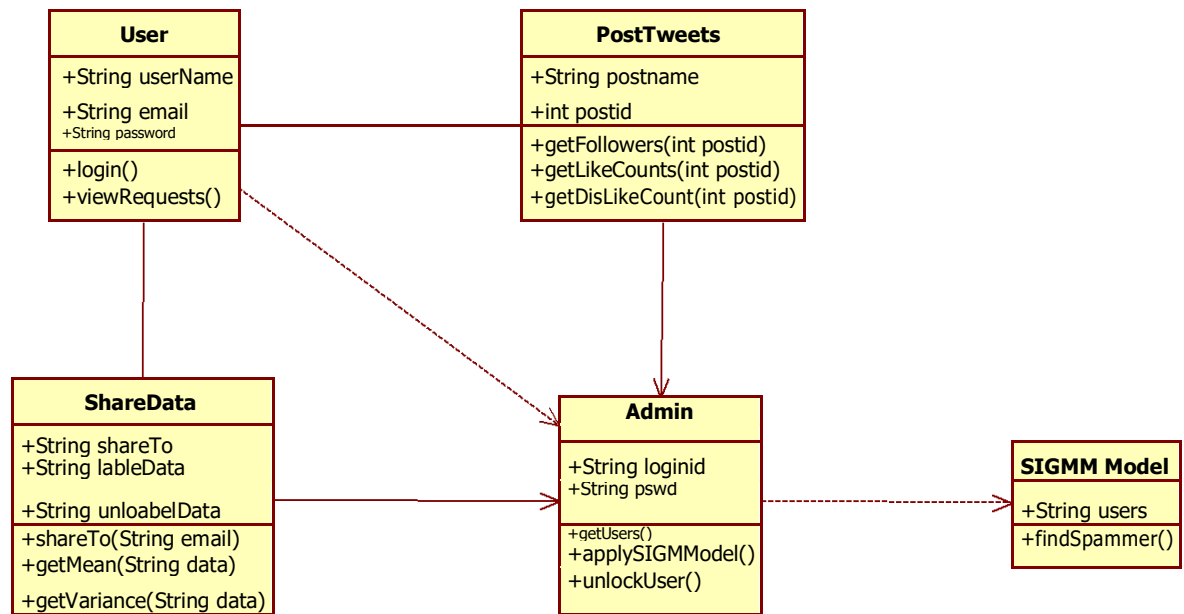 User
+String userName
+String email
+String password
+login()
+viewRequests()
PostTweets
+String postname
+int postid
+getFollowers(int postid)
+getLikeCounts(int postid)
+getDisLikeCount(int postid)
ShareData
+String shareTo
+String lableData
+String unloabelData
+shareTo(String email)
+getMean(String data)
+getVariance(String data)
Admin
+String loginid
+String pswd
+getUsers()
+applySIGMModel()
+unlockUser()
SIGMM Model
+String users
+findSpammer()